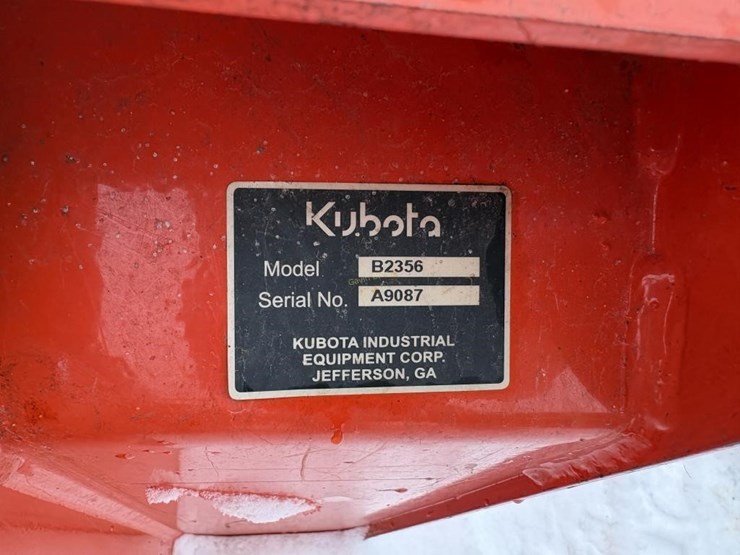 Kubota
Model B2356
Serial No. A9087
KUBOTA INDUSTRIAL
EQUIPMENT CORP.
JEFFERSON, GA